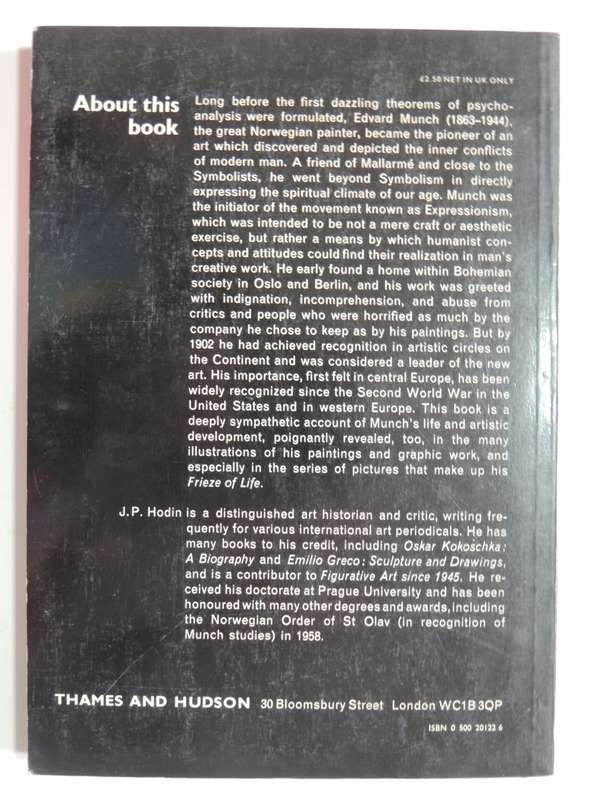 £2.50 NET IN UK ONLY
About this
book
Long before the first dazzling theorems of psycho-
analysis were formulated, Edvard Munch (1863–1944),
the great Norwegian painter, became the pioneer of an
art which discovered and depicted the inner conflicts
of modern man. A friend of Mallarmé and close to the
Symbolists, he went beyond Symbolism in directly
expressing the spiritual climate of our age. Munch was
the initiator of the movement known as Expressionism,
which was intended to be not a mere craft or aesthetic
exercise, but rather a means by which humanist con-
cepts and attitudes could find their realization in man's
creative work. He early found a home within Bohemian
society in Oslo and Berlin, and his work was greeted
with indignation, incomprehension, and abuse from
critics and people who were horrified as much by the
company he chose to keep as by his paintings. But by
1902 he had achieved recognition in artistic circles on
the Continent and was considered a leader of the new
art. His importance, first felt in central Europe, has been
widely recognized since the Second World War in the
United States and in western Europe. This book is a
deeply sympathetic account of Munch's life and artistic
development, poignantly revealed, too, in the many
illustrations of his paintings and graphic work, and
especially in the series of pictures that make up his
Frieze of Life.
J.P. Hodin is a distinguished art historian and critic, writing fre-
quently for various international art periodicals. He has
many books to his credit, including Oskar Kokoschka:
A Biography and Emilio Greco: Sculpture and Drawings,
and is a contributor to Figurative Art since 1945. He re-
ceived his doctorate at Prague University and has been
honoured with many other degrees and awards, including
the Norwegian Order of St Olav (in recognition of
Munch studies) in 1958.
THAMES AND HUDSON 30 Bloomsbury Street London WC1B 3QP
ISBN 0 500 20122 6